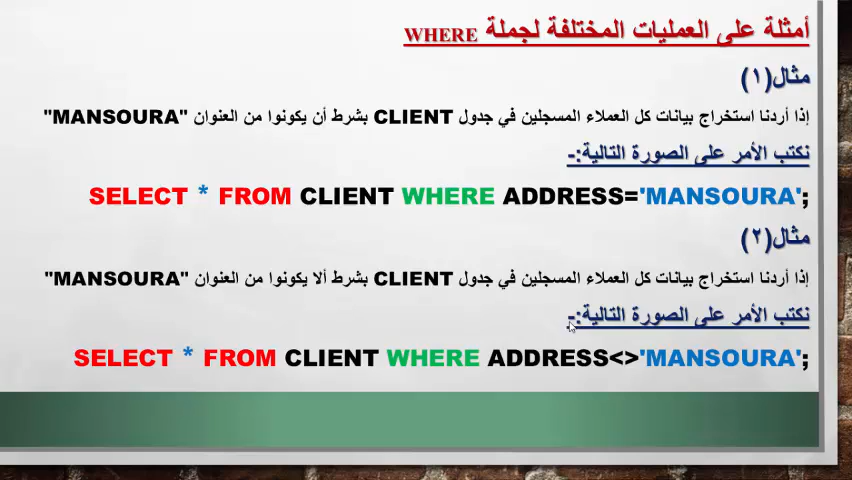 أمثلة على العمليات المختلفة لجملة WHERE
مثال(١)
إذا أردنا استخراج بيانات كل العملاء المسجلين في جدول CLIENT بشرط أن يكونوا من العنوان "MANSOURA"
نكتب الأمر على الصورة التالية:-
SELECT * FROM CLIENT WHERE ADDRESS='MANSOURA';
مثال(٢)
إذا أردنا استخراج بيانات كل العملاء المسجلين في جدول CLIENT بشرط ألا يكونوا من العنوان "MANSOURA"
نكتب الأمر على الصورة التالية:-
SELECT * FROM CLIENT WHERE ADDRESS<>'MANSOURA';